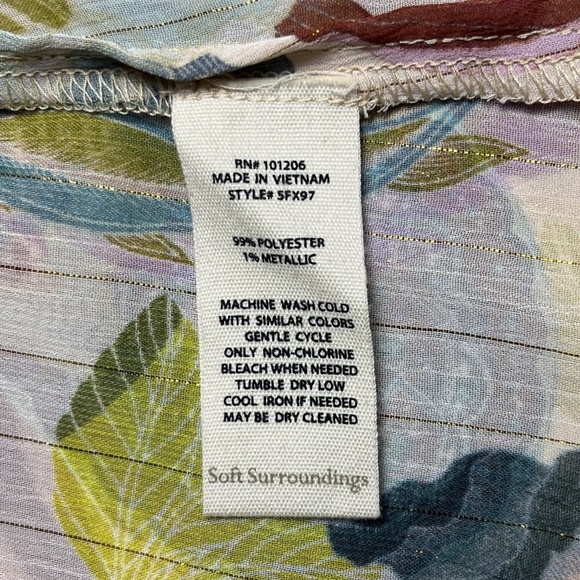 RN# 101206
MADE IN VIETNAM
STYLE# 5FX97
99% POLYESTER
1% METALLIC
MACHINE WASH COLD
WITH SIMILAR COLORS
GENTLE CYCLE
ONLY NON-CHLORINE
BLEACH WHEN NEEDED
TUMBLE DRY LOW
COOL IRON IF NEEDED
MAY BE DRY CLEANED
Soft Surroundings